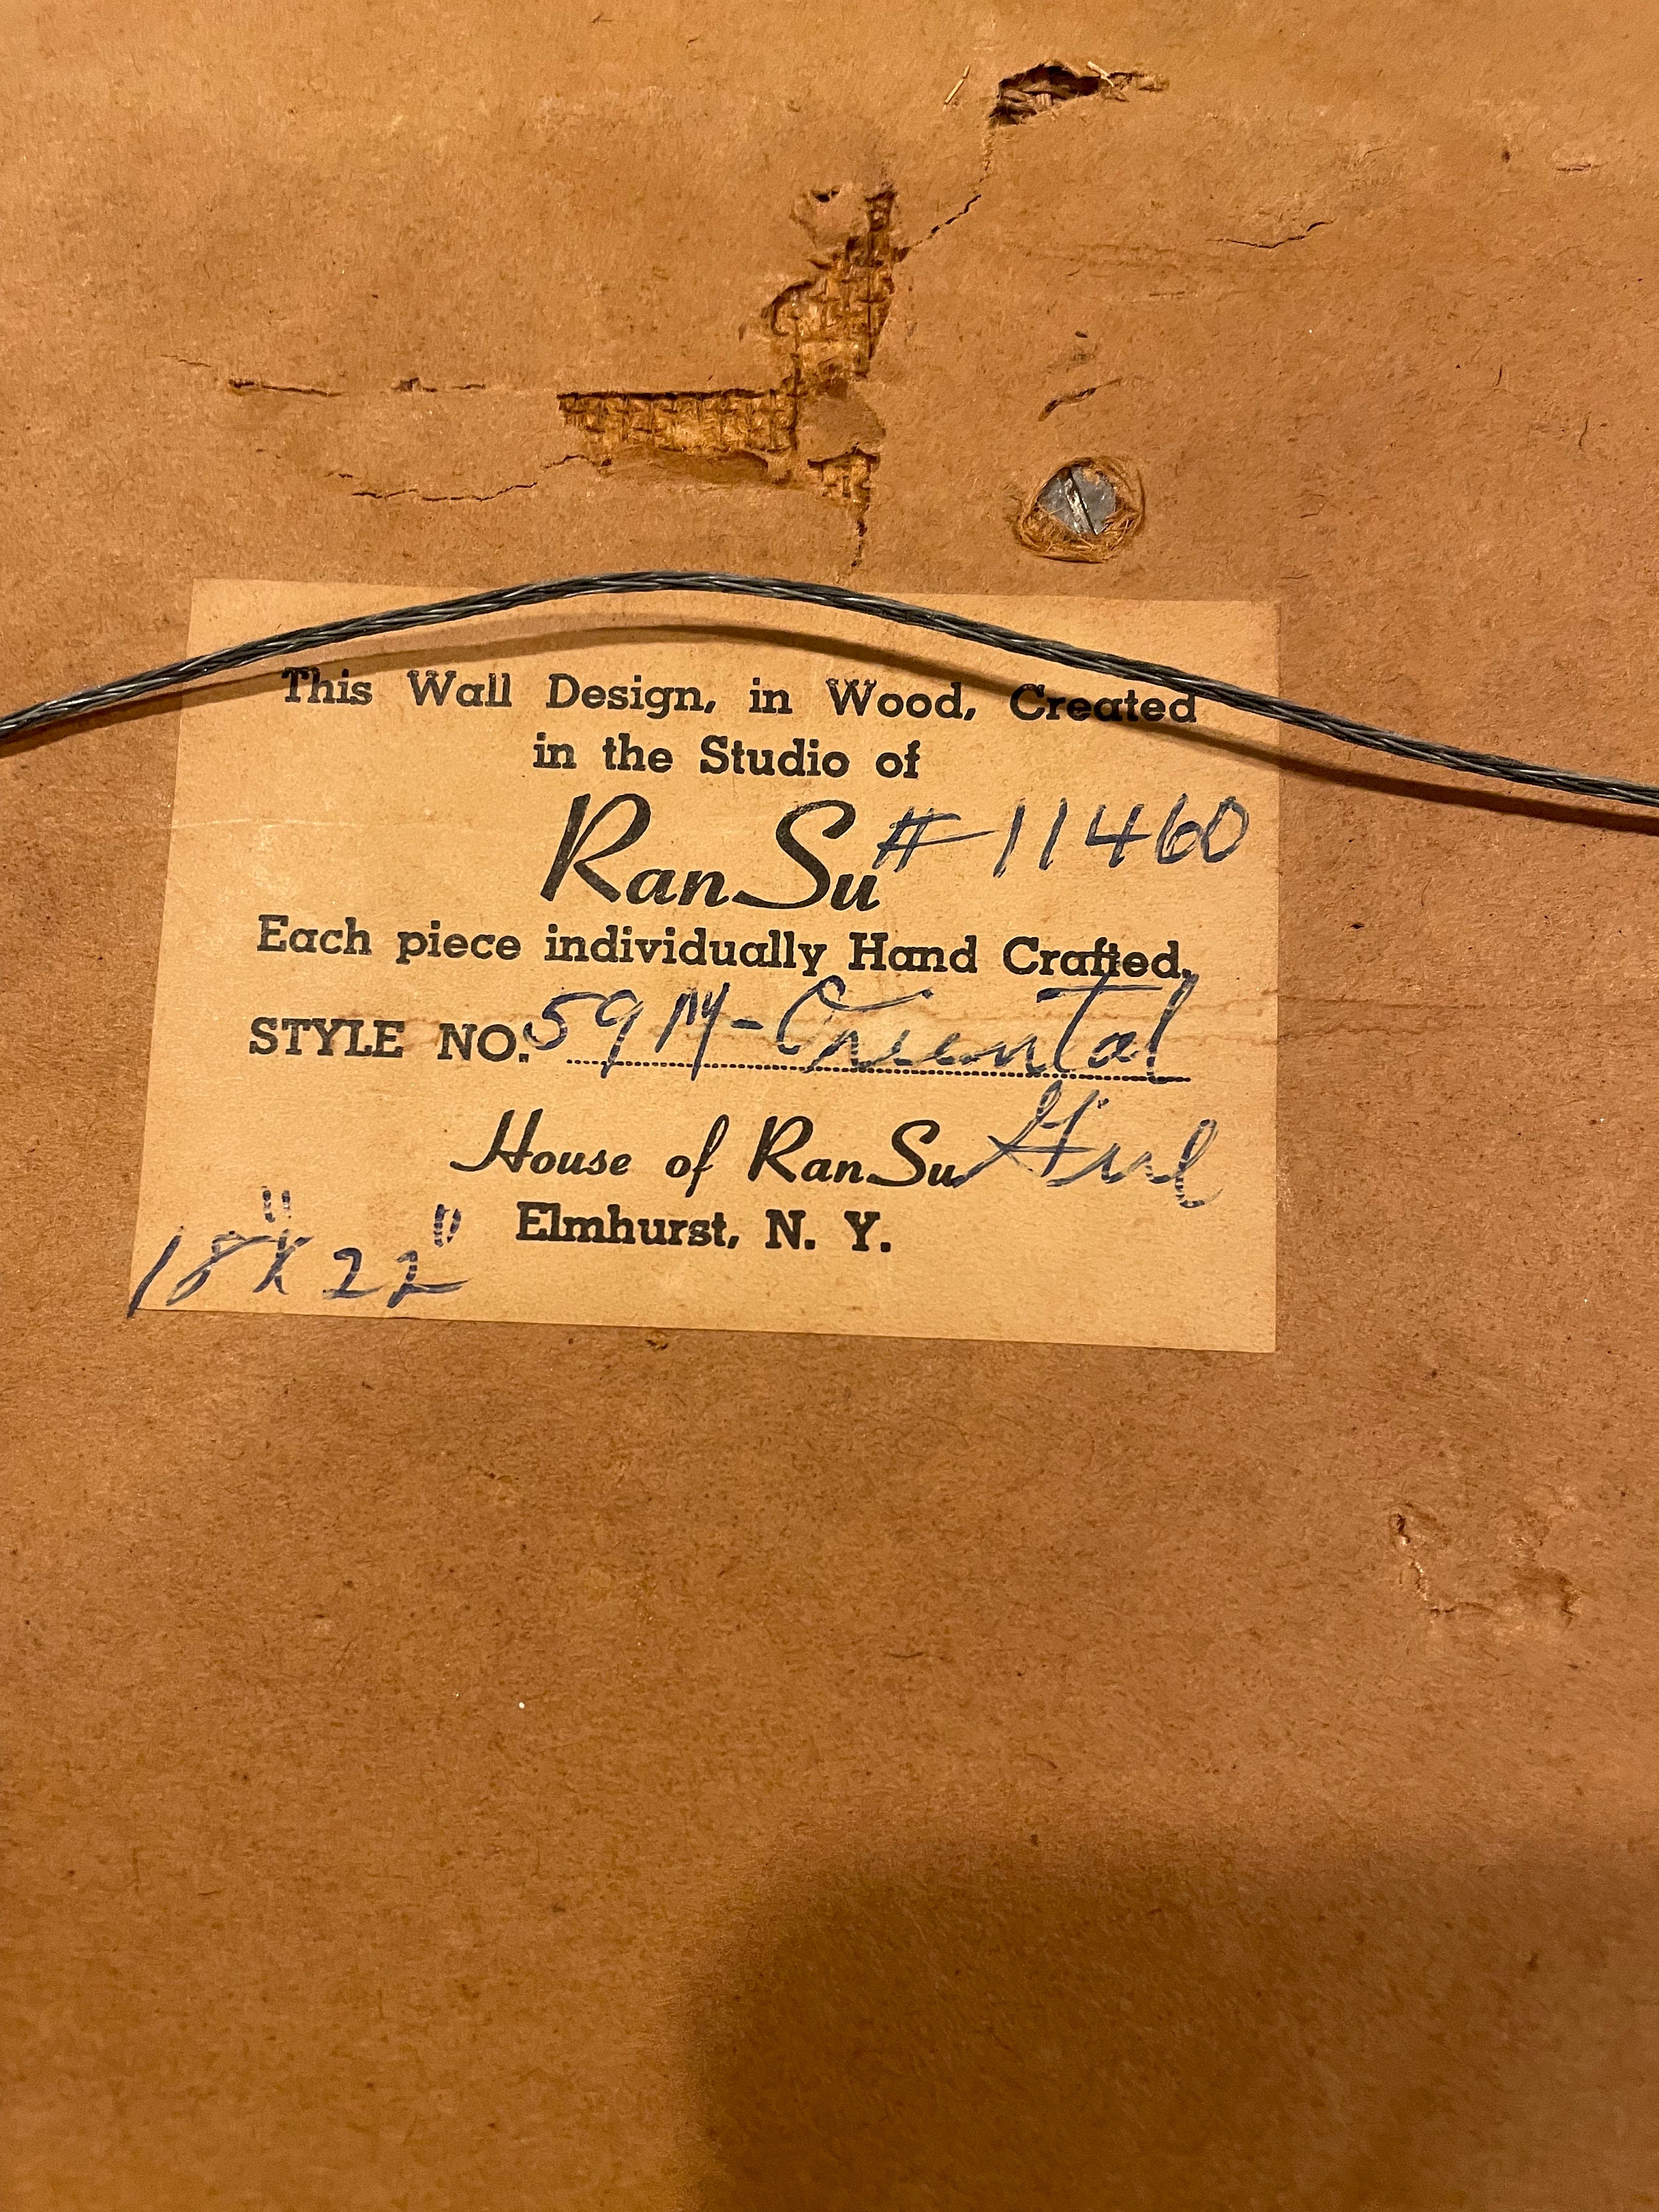 This Wall Design, in Wood, Created
in the Studio of
RanSu # 11460
Each piece individually Hand Crafted.
STYLE NO. 59M-Oriental
House of RanSu Girl
Elmhurst, N. Y.
18" X 22"